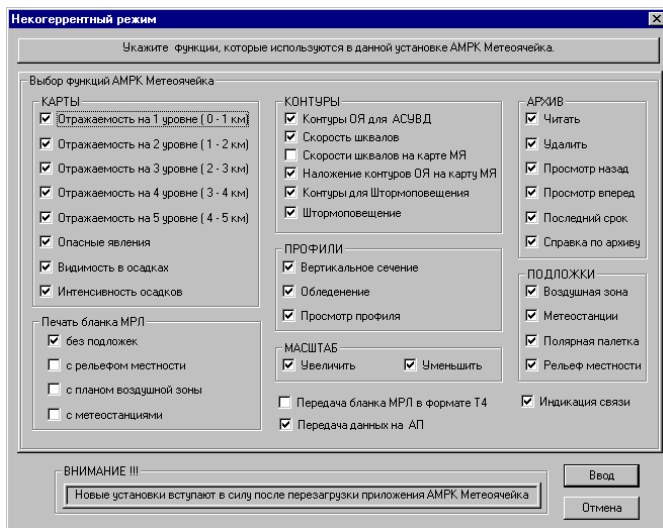 Некогеррентный режим
Укажите функции, которые используются в данной установке АМРК Метеоячейка.
Выбор функций АМРК Метеоячейка
КАРТЫ
Отражаемость на 1 уровне ( 0 - 1 км)
Отражаемость на 2 уровне ( 1 - 2 км)
Отражаемость на 3 уровне ( 2 - 3 км)
Отражаемость на 4 уровне ( 3 - 4 км)
Отражаемость на 5 уровне ( 4 - 5 км)
Опасные явления
Видимость в осадках
Интенсивность осадков
Печать бланка МРЛ
без подложек
с рельефом местности
с планом воздушной зоны
с метеостанциями
КОНТУРЫ
Контуры ОЯ для АСУВД
Скорость шквалов
Скорости шквалов на карте МЯ
Наложение контуров ОЯ на карту МЯ
Контуры для Штормоповещения
Штормоповещение
ПРОФИЛИ
Вертикальное сечение
Обледенение
Просмотр профиля
МАСШТАБ
Увеличить Уменьшить
Передача бланка МРЛ в формате Т4
Передача данных на АП
АРХИВ
Читать
Удалить
Просмотр назад
Просмотр вперед
Последний срок
Справка по архиву
ПОДЛОЖКИ
Воздушная зона
Метеостанции
Полярная палетка
Рельеф местности
Индикация связи
ВНИМАНИЕ !!!
Новые установки вступают в силу после перезагрузки приложения АМРК Метеоячейка
Ввод
Отмена